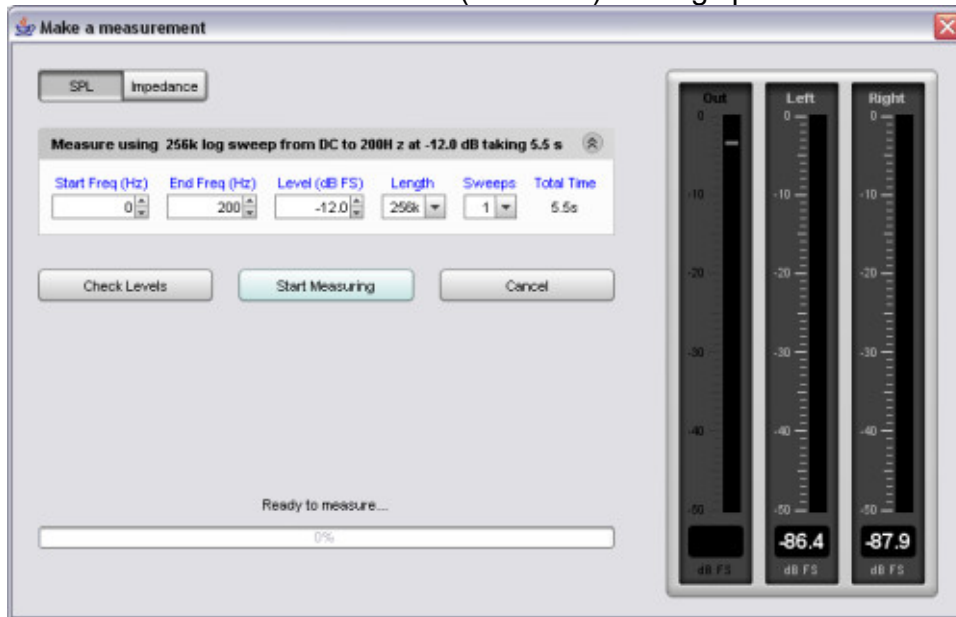 Make a measurement
SPL Impedance
Measure using 256k log sweep from DC to 200H z at -12.0 dB taking 5.5 s
Start Freq (Hz) End Freq (Hz) Level (dB FS) Length Sweeps Total Time
0 200 -12.0 256k 1 5.5s
Check Levels Start Measuring Cancel
Ready to measure...
0%
Out Left Right
0 0 0
-10 -10 -10
-20 -20 -20
-30 -30 -30
-40 -40 -40
-50 -50 -50
-86.4 -87.9
dB FS dB FS dB FS